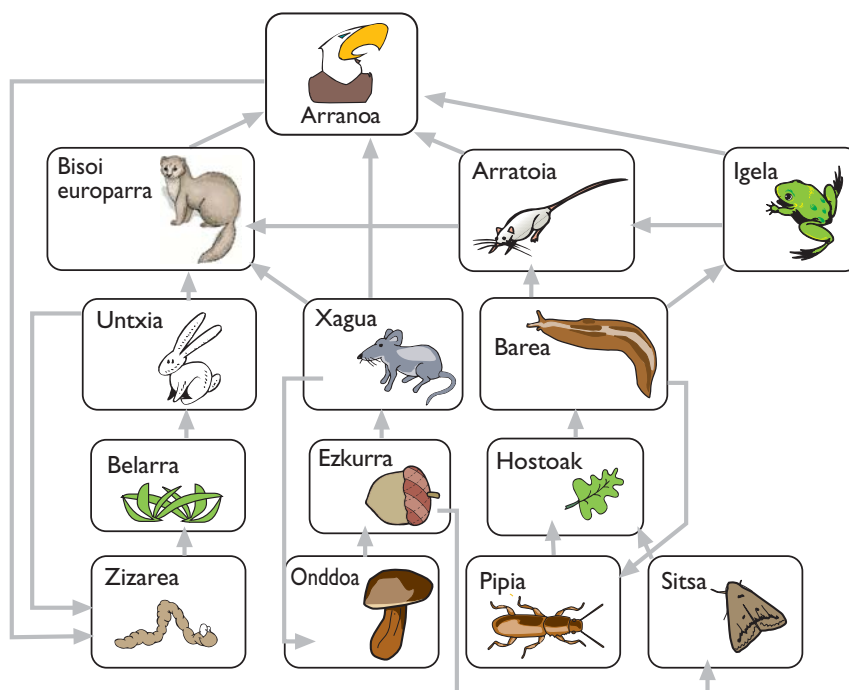 Arranoa
Bisoi
europarra
Arratoia
Igela
Untxia
Xagua
Barea
Belarra
Ezkurra
Hostoak
Zizarea
Onddoa
Pipia
Sitsa